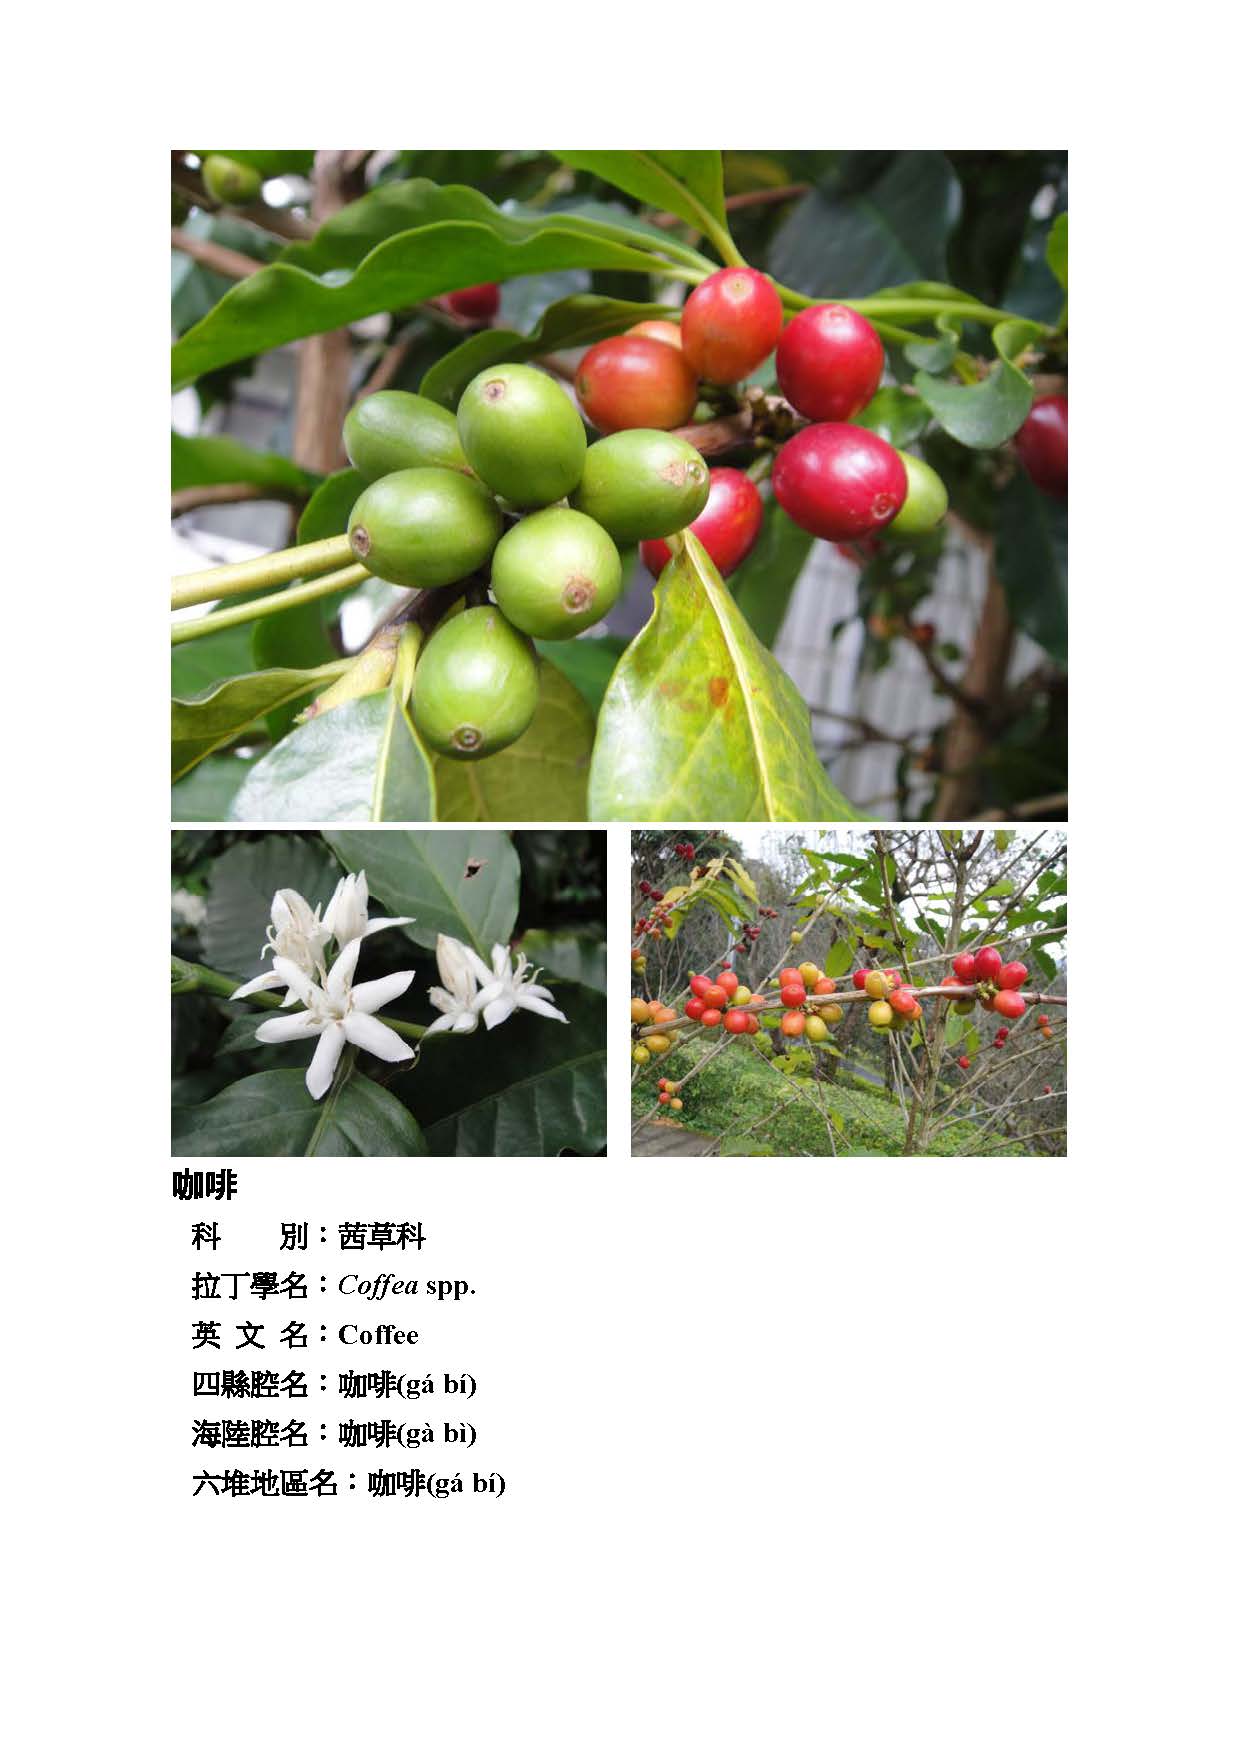 咖啡
科　　別：茜草科
拉丁學名：Coffea spp.
英 文 名：Coffee
四縣腔名：咖啡(gá bí)
海陸腔名：咖啡(gà bì)
六堆地區名：咖啡(gá bí)